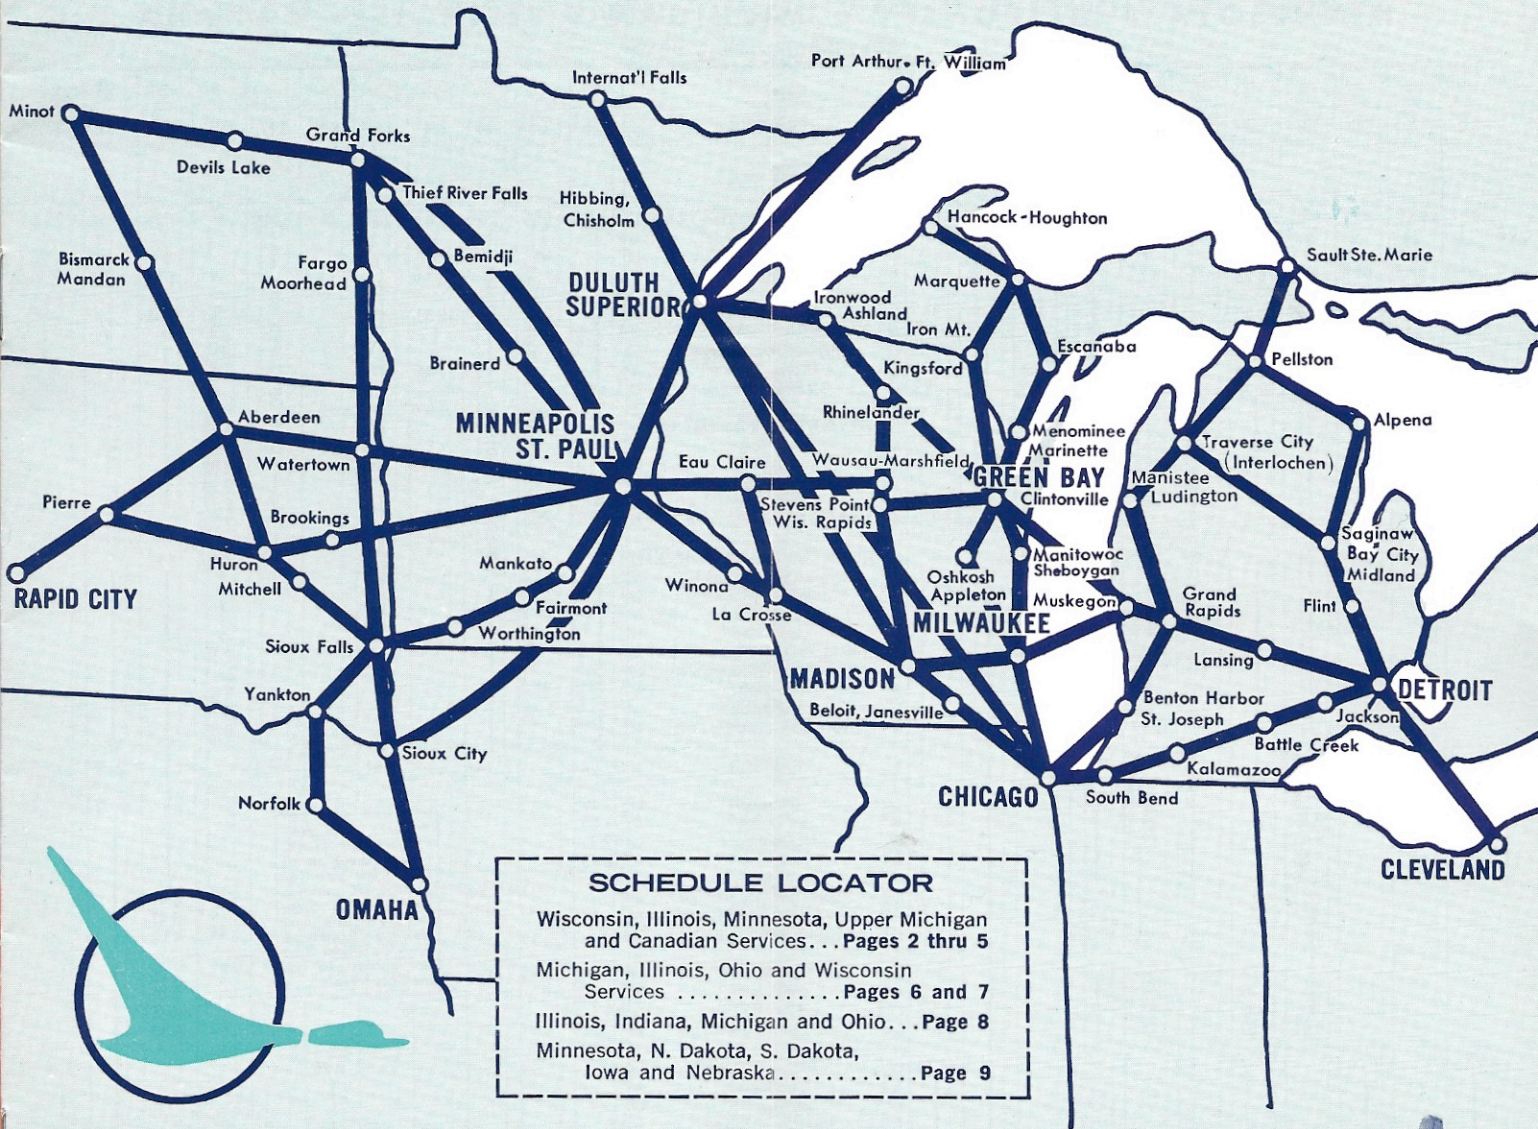 Port Arthur. Ft. William
Internat'l Falls
Minot
Grand Forks
Devils Lake
Thief River Falls
Hibbing,
Chisholm
Hancock-Houghton
Bismarck
Mandan
Fargo
Moorhead
Bemidji
Sault Ste. Marie
DULUTH
SUPERIOR
Marquette
Ironwood
Ashland
Iron Mt.
Kingsford
Escanaba
Brainerd
Pellston
Rhinelander
Aberdeen
MINNEAPOLIS
ST. PAUL
Alpena
Menominee
Marinette
Traverse City
(Interlochen)
Watertown
Eau Claire
Wausau-Marshfield
GREEN BAY
Clintonville
Manistee
Ludington
Pierre
Brookings
Stevens Point
Wis. Rapids
Saginaw
Bay City
Midland
Huron
Mitchell
Mankato
Winona
La Crosse
Oshkosh
Appleton
Manitowoc
Sheboygan
RAPID CITY
Fairmont
Worthington
MILWAUKEE
Muskegon
Grand
Rapids
Flint
Sioux Falls
Lansing
MADISON
DETROIT
Yankton
Beloit, Janesville
Benton Harbor
St. Joseph
Jackson
Battle Creek
Sioux City
Kalamazoo
Norfolk
CHICAGO
South Bend
CLEVELAND
OMAHA
SCHEDULE LOCATOR
Wisconsin, Illinois, Minnesota, Upper Michigan
and Canadian Services...Pages 2 thru 5
Michigan, Illinois, Ohio and Wisconsin
Services ..............Pages 6 and 7
Illinois, Indiana, Michigan and Ohio...Page 8
Minnesota, N. Dakota, S. Dakota,
Iowa and Nebraska............Page 9